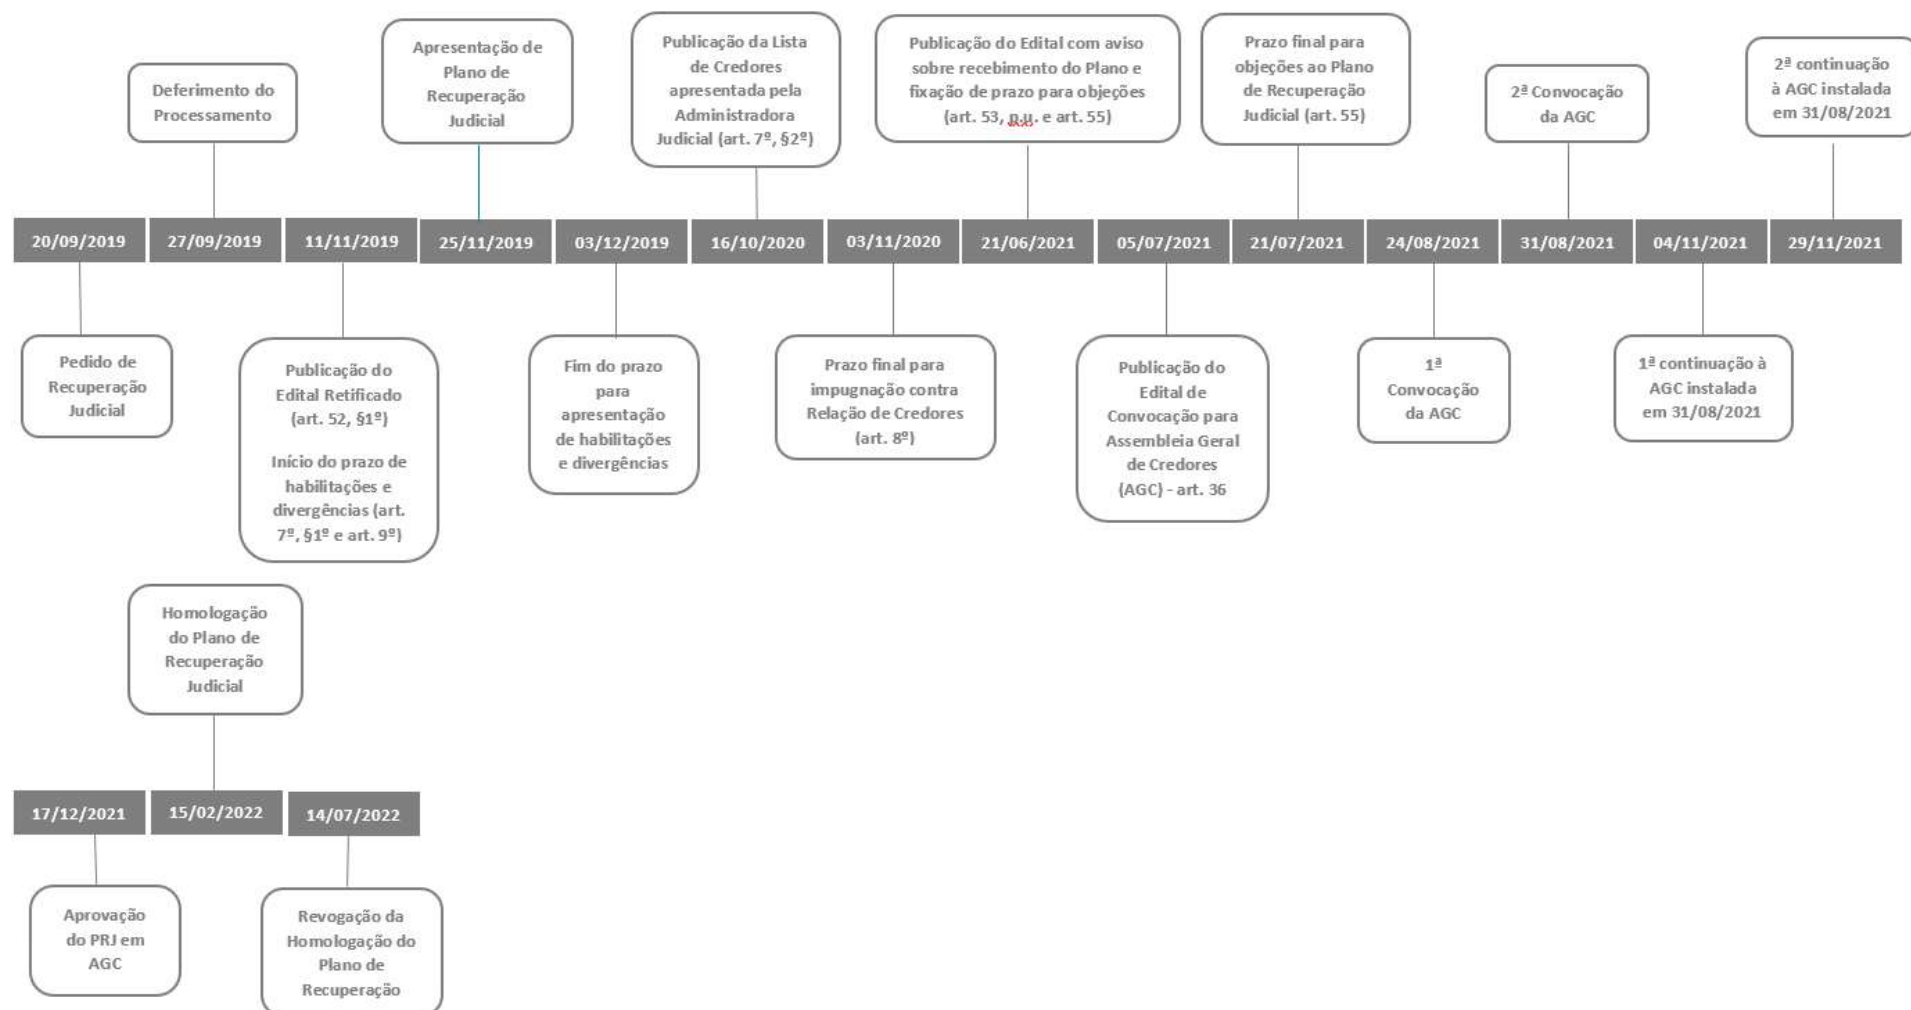 Deferimento do
Processamento
Apresentação de
Plano de
Recuperação
Judicial
Publicação da Lista
de Credores
apresentada pela
Administradora
Judicial (art. 7º, §2º)
Publicação do Edital com aviso
sobre recebimento do Plano e
fixação de prazo para objeções
(art. 53, p.u. e art. 55)
Prazo final para
objeções ao Plano
de Recuperação
Judicial (art. 55)
2ª Convocação
da AGC
2ª continuação
à AGC instalada
em 31/08/2021
20/09/2019
27/09/2019
11/11/2019
25/11/2019
03/12/2019
16/10/2020
03/11/2020
21/06/2021
05/07/2021
21/07/2021
24/08/2021
31/08/2021
04/11/2021
29/11/2021
Pedido de
Recuperação
Judicial
Publicação do
Edital Retificado
(art. 52, §1º)
Início do prazo de
habilitações e
divergências (art.
7º, §1º e art. 9º)
Fim do prazo
para
apresentação
de habilitações
e divergências
Prazo final para
impugnação contra
Relação de Credores
(art. 8º)
Publicação do
Edital de
Convocação para
Assembleia Geral
de Credores
(AGC) - art. 36
1ª
Convocação
da AGC
1ª continuação à
AGC instalada
em 31/08/2021
Homologação
do Plano de
Recuperação
Judicial
17/12/2021
15/02/2022
14/07/2022
Aprovação
do PRJ em
AGC
Revogação da
Homologação do
Plano de
Recuperação